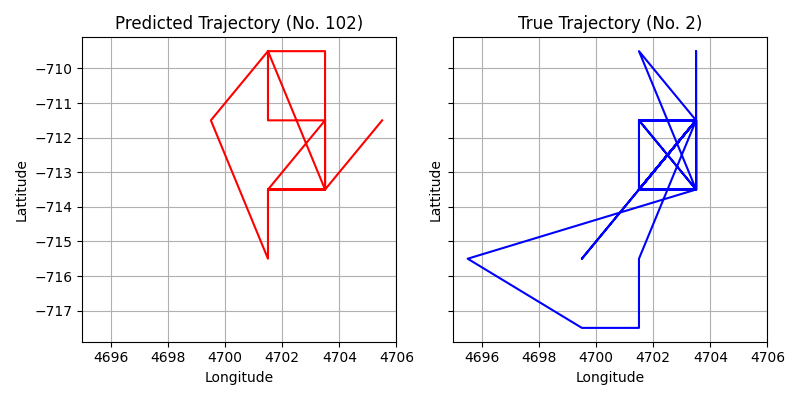 Predicted Trajectory (No. 102)
True Trajectory (No. 2)
−710
−711
−712
−713
−714
−715
−716
−717
Lattitude
Lattitude
4696 4698 4700 4702 4704 4706
4696 4698 4700 4702 4704 4706
Longitude
Longitude